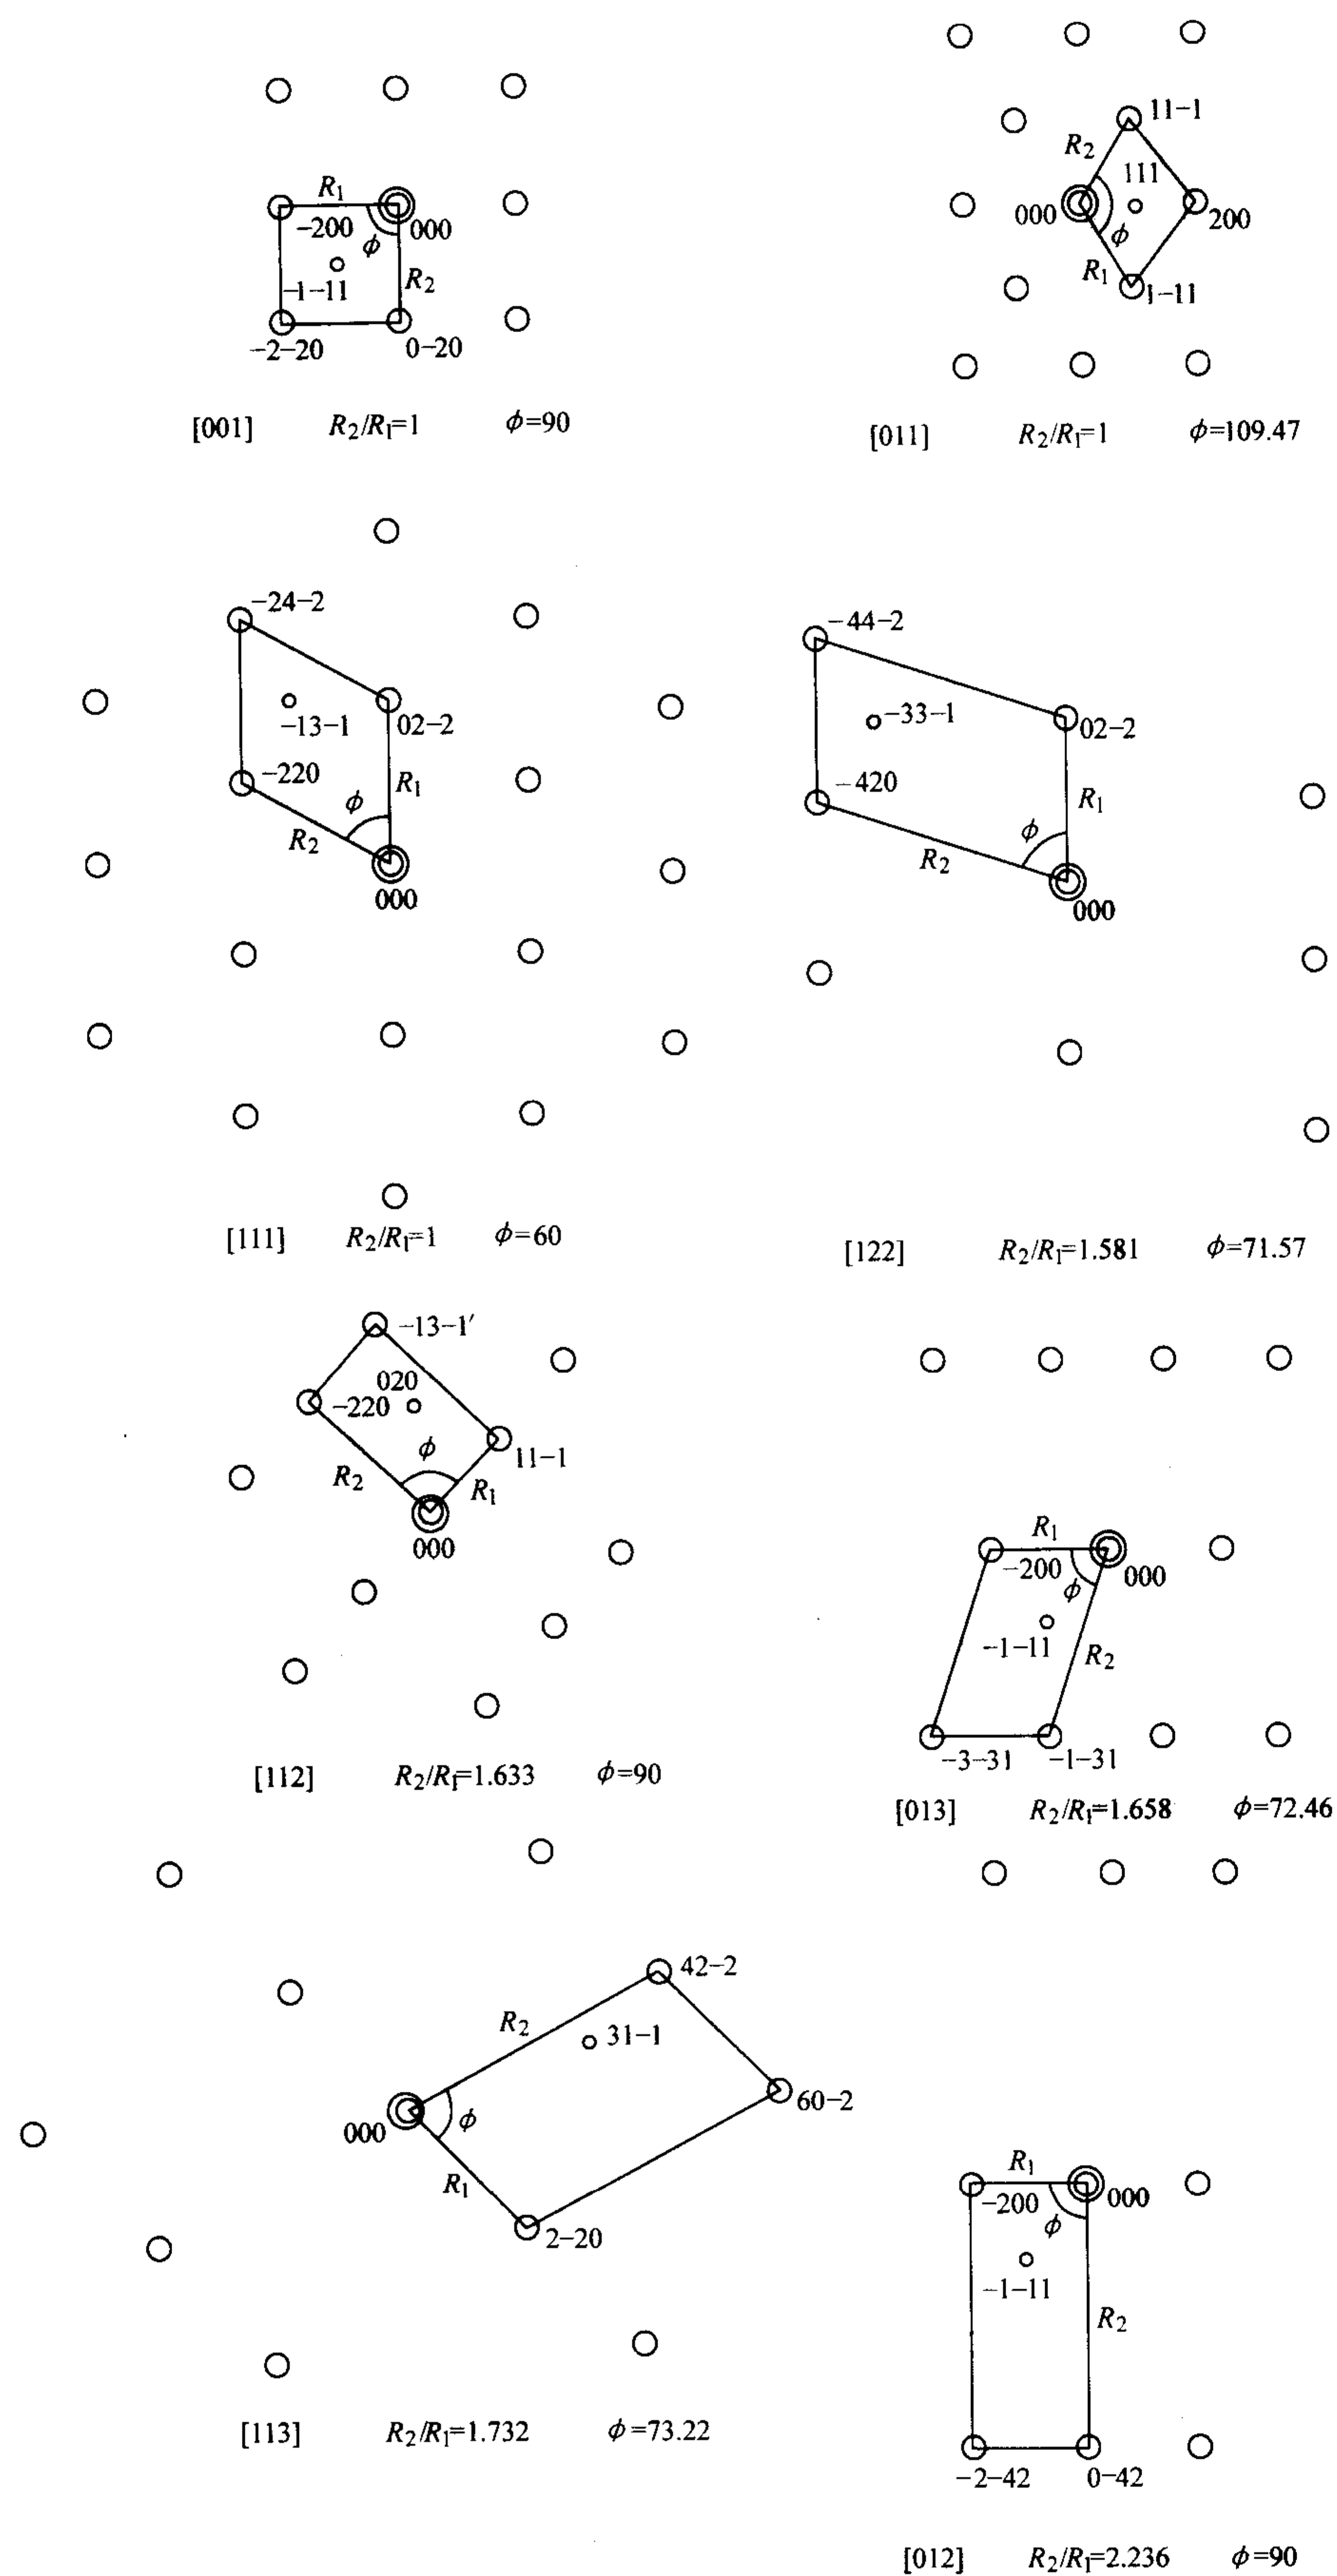 R₁
-200
000
ϕ
-1-11
R₂
-2-20
0-20
[001] R₂/R₁=1 ϕ=90
11-1
R₂
111
000
200
ϕ
R₁
1-11
[011] R₂/R₁=1 ϕ=109.47
-24-2
-13-1
02-2
-220
R₁
ϕ
R₂
000
[111] R₂/R₁=1 ϕ=60
-44-2
-33-1
02-2
-420
R₁
ϕ
R₂
000
[122] R₂/R₁=1.581 ϕ=71.57
-13-1′
020
-220
ϕ
11-1
R₂
R₁
000
[112] R₂/R₁=1.633 ϕ=90
R₁
-200
000
ϕ
-1-11
R₂
-3-31
-1-31
[013] R₂/R₁=1.658 ϕ=72.46
42-2
R₂
31-1
60-2
000
ϕ
R₁
2-20
[113] R₂/R₁=1.732 ϕ=73.22
R₁
-200
000
ϕ
-1-11
R₂
-2-42
0-42
[012] R₂/R₁=2.236 ϕ=90